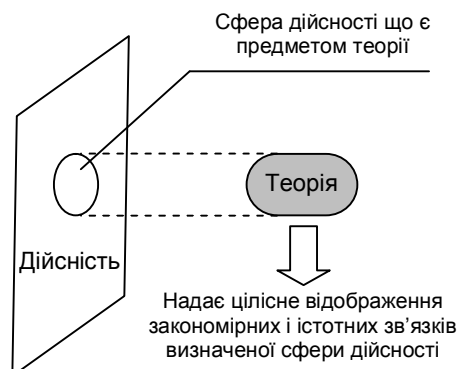 Сфера дійсності що є
предметом теорії
Теорія
Дійсність
Надає цілісне відображення
закономірних і істотних зв’язків
визначеної сфери дійсності